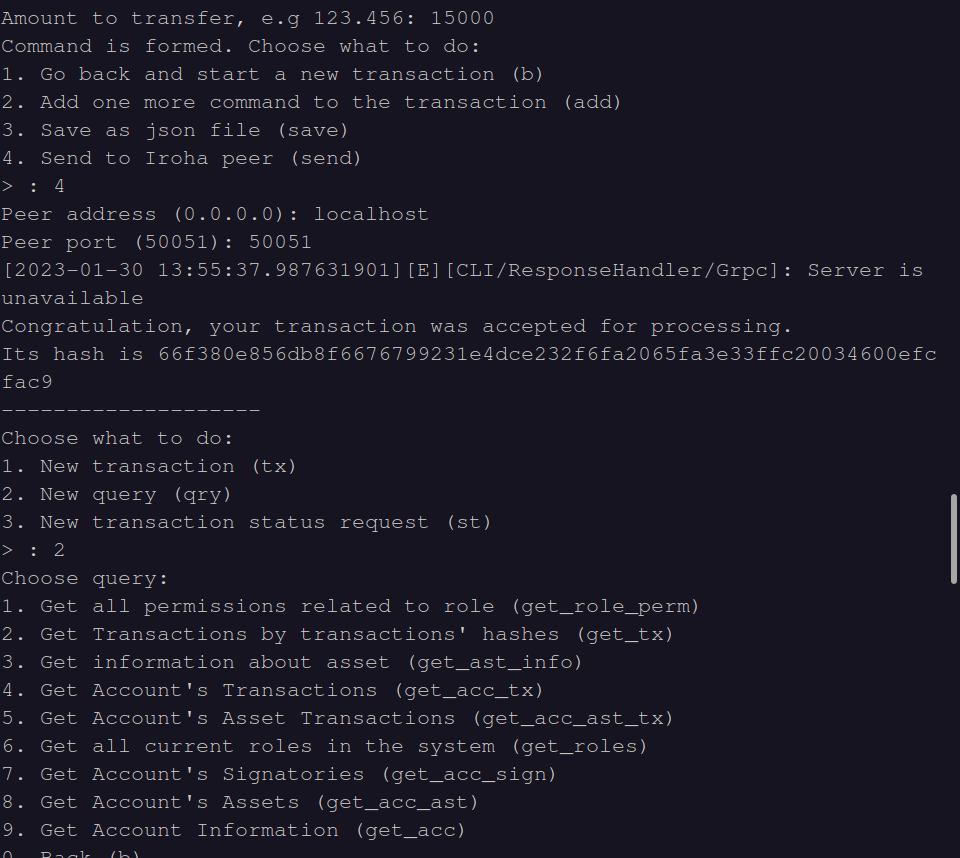 Amount to transfer, e.g 123.456: 15000
Command is formed. Choose what to do:
1. Go back and start a new transaction (b)
2. Add one more command to the transaction (add)
3. Save as json file (save)
4. Send to Iroha peer (send)
> : 4
Peer address (0.0.0.0): localhost
Peer port (50051): 50051
[2023-01-30 13:55:37.987631901][E][CLI/ResponseHandler/Grpc]: Server is
unavailable
Congratulation, your transaction was accepted for processing.
Its hash is 66f380e856db8f6676799231e4dce232f6fa2065fa3e33ffc20034600efc
fac9
--------------------
Choose what to do:
1. New transaction (tx)
2. New query (qry)
3. New transaction status request (st)
> : 2
Choose query:
1. Get all permissions related to role (get_role_perm)
2. Get Transactions by transactions' hashes (get_tx)
3. Get information about asset (get_ast_info)
4. Get Account's Transactions (get_acc_tx)
5. Get Account's Asset Transactions (get_acc_ast_tx)
6. Get all current roles in the system (get_roles)
7. Get Account's Signatories (get_acc_sign)
8. Get Account's Assets (get_acc_ast)
9. Get Account Information (get_acc)
0. Back (b)